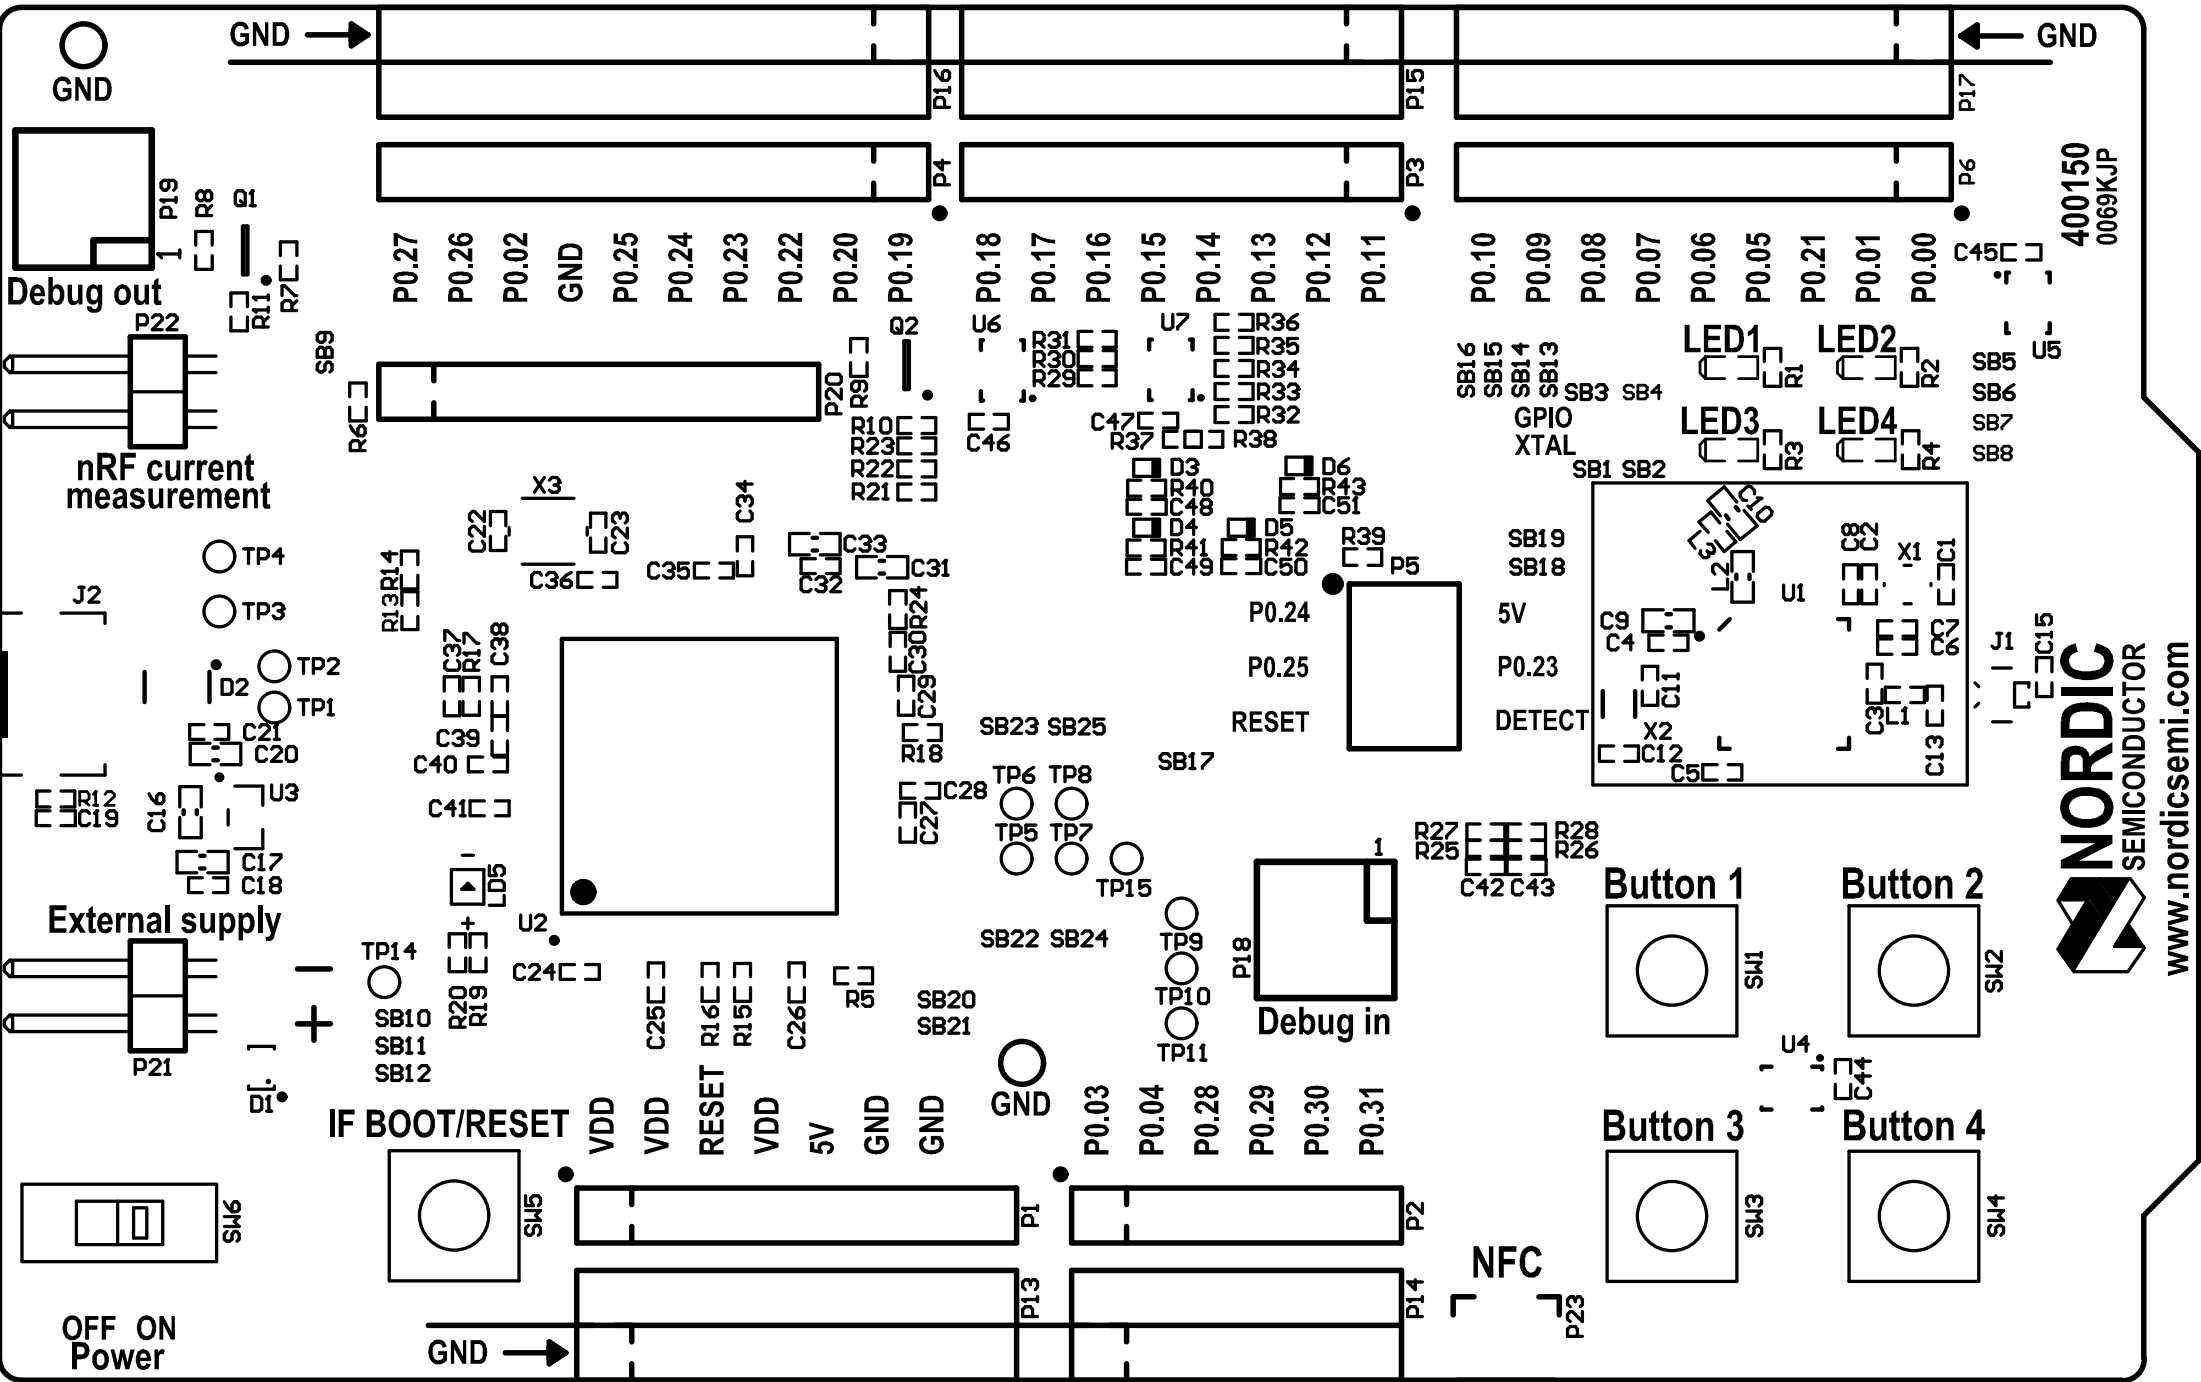 GND
GND
GND
P16
P15
P17
P4
P3
P6
400150
0069KJP
P19
R8
Q1
1
R11
R7
Debug out
P0.27
P0.26
P0.02
GND
P0.25
P0.24
P0.23
P0.22
P0.20
P0.19
P0.18
P0.17
P0.16
P0.15
P0.14
P0.13
P0.12
P0.11
P0.10
P0.09
P0.08
P0.07
P0.06
P0.05
P0.21
P0.01
P0.00
C45
U5
P22
SB9
R6
nRF current
measurement
P20
R9
Q2
R10
R23
R22
R21
U6
C46
R31
R30
R29
U7
C47
R37
R38
R36
R35
R34
R33
R32
SB16
SB15
SB14
SB13
GPIO
XTAL
SB3
SB4
SB1
SB2
LED1
R1
LED2
R2
LED3
R3
LED4
R4
SB5
SB6
SB7
SB8
X3
C22
C23
C34
C36
C35
C33
C32
C31
D3
R40
C48
D4
R41
C49
D6
R43
C51
D5
R42
C50
R39
P5
SB19
SB18
C10
L3
L2
U1
C8
C2
X1
C1
C9
C4
C7
C6
C11
X2
C12
C5
C3
L1
C13
J1
C15
TP4
TP3
TP2
TP1
J2
R14
R13
D2
C21
C20
U3
R12
C19
C16
C17
C18
C37
R17
C38
C39
C40
C41
R24
C30
C29
R18
C28
C27
P0.24
5V
P0.25
P0.23
RESET
DETECT
SB23
SB25
SB17
TP6
TP8
TP5
TP7
TP15
SB22
SB24
TP9
TP10
TP11
1
P18
Debug in
R27
R28
R25
R26
C42
C43
-
LD5
+
U2
External supply
TP14
−
+
P21
D1
SB10
SB11
SB12
R20
R19
C24
C25
R16
R15
C26
R5
SB20
SB21
Button 1
SW1
Button 2
SW2
U4
C44
Button 3
SW3
Button 4
SW4
NORDIC
SEMICONDUCTOR
www.nordicsemi.com
IF BOOT/RESET
SW5
VDD
VDD
RESET
VDD
5V
GND
GND
GND
P0.03
P0.04
P0.28
P0.29
P0.30
P0.31
SW6
OFF ON
Power
P1
P2
P13
P14
GND
NFC
P23